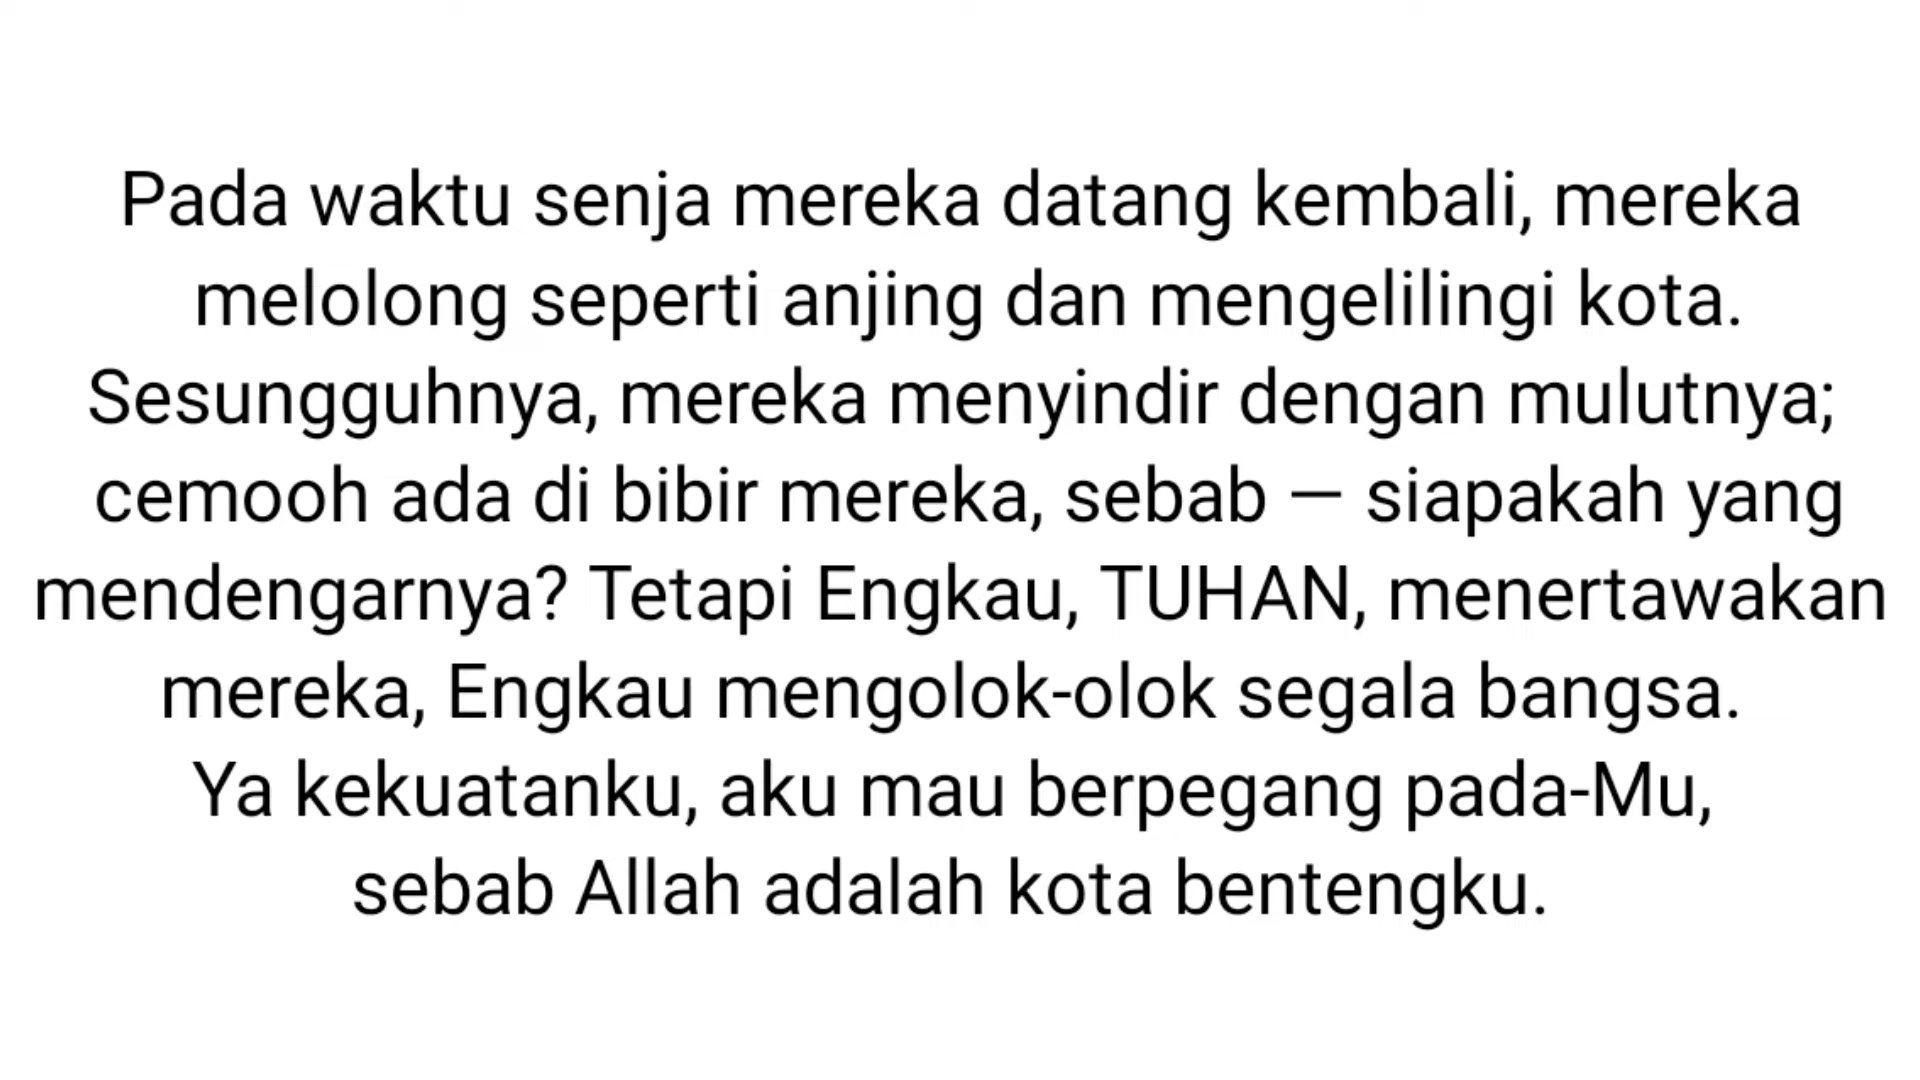 Pada waktu senja mereka datang kembali, mereka
melolong seperti anjing dan mengelilingi kota.
Sesungguhnya, mereka menyindir dengan mulutnya;
cemooh ada di bibir mereka, sebab — siapakah yang
mendengarnya? Tetapi Engkau, TUHAN, menertawakan
mereka, Engkau mengolok-olok segala bangsa.
Ya kekuatanku, aku mau berpegang pada-Mu,
sebab Allah adalah kota bentengku.